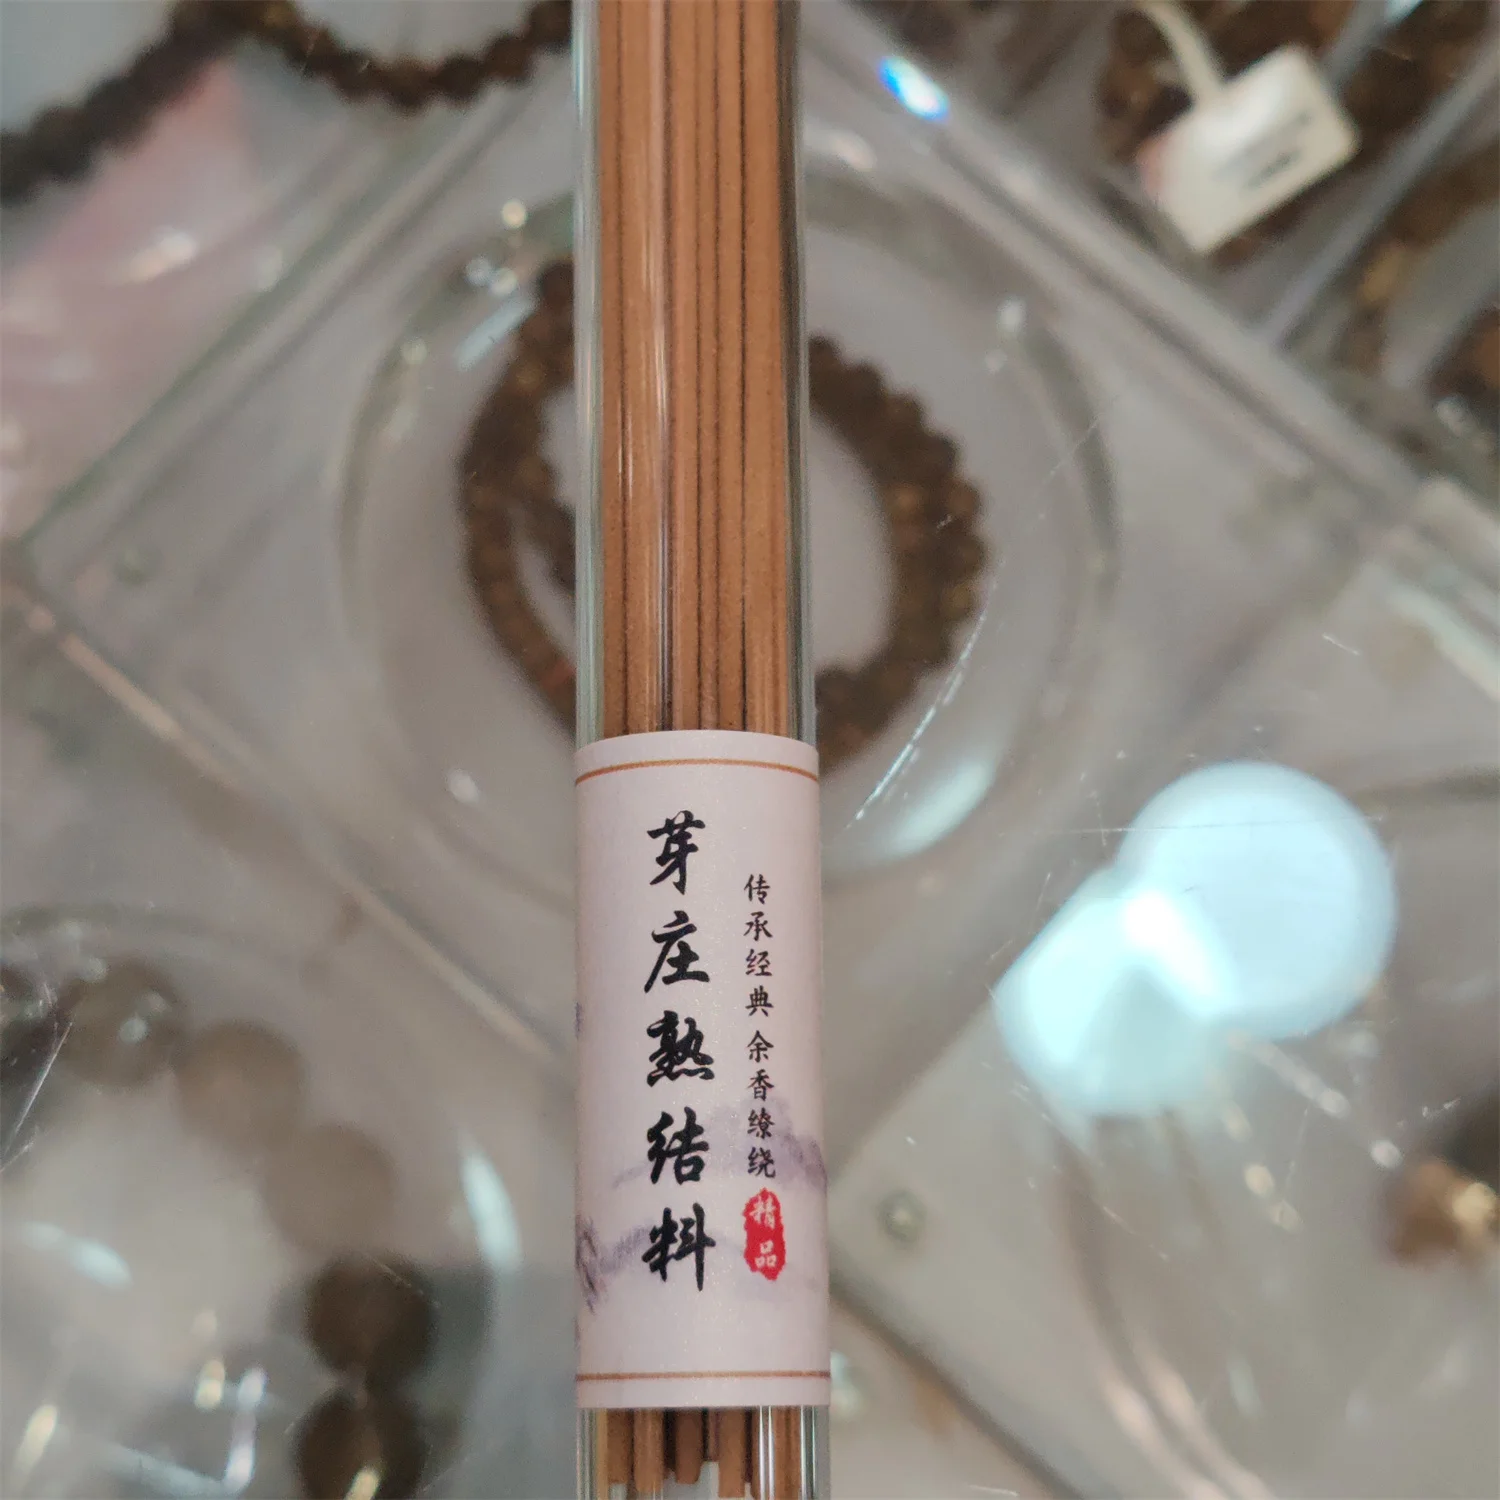 芽庄熟结料
传承经典 余香缭绕
精品